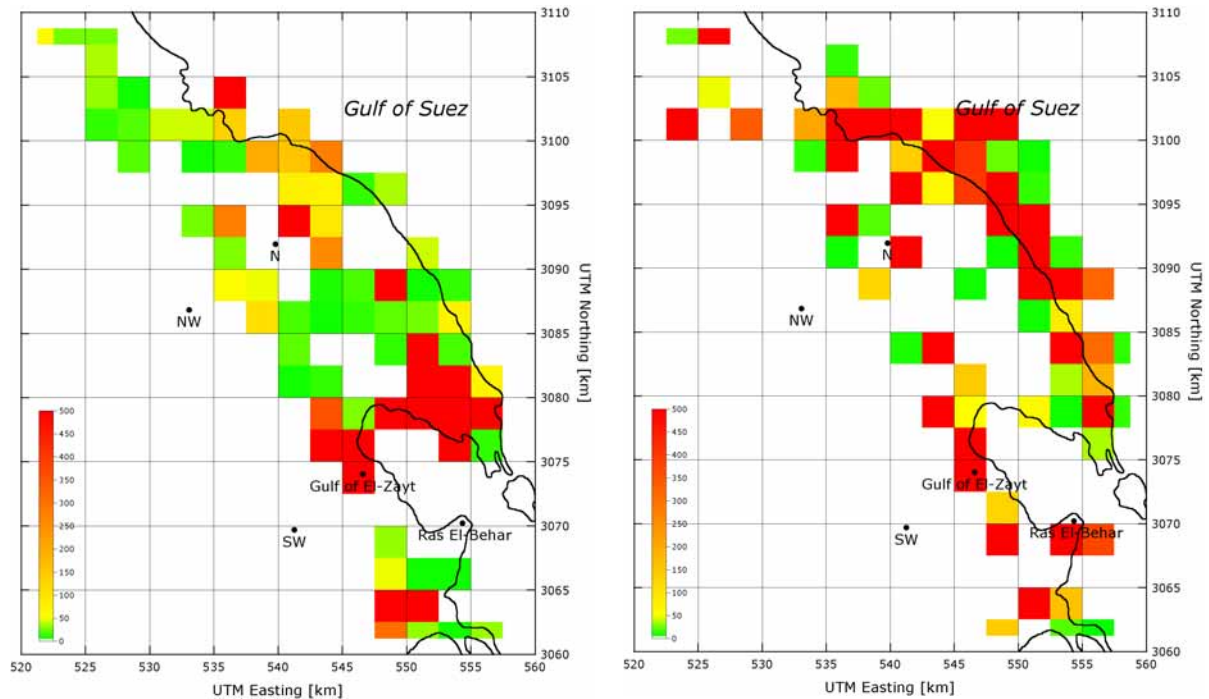 3110
3105
Gulf of Suez
3100
3095
N
3090
NW
3085
3080
500
450
400
350
300
250
200
150
100
50
0
3075
Gulf of El-Zayt
3070
SW
Ras El-Behar
3065
3060
520 525 530 535 540 545 550 555 560
UTM Easting [km]
UTM Northing [km]
3110
3105
Gulf of Suez
3100
3095
N
3090
NW
3085
3080
500
450
400
350
300
250
200
150
100
50
0
3075
Gulf of El-Zayt
3070
SW
Ras El-Behar
3065
3060
520 525 530 535 540 545 550 555 560
UTM Easting [km]
UTM Northing [km]